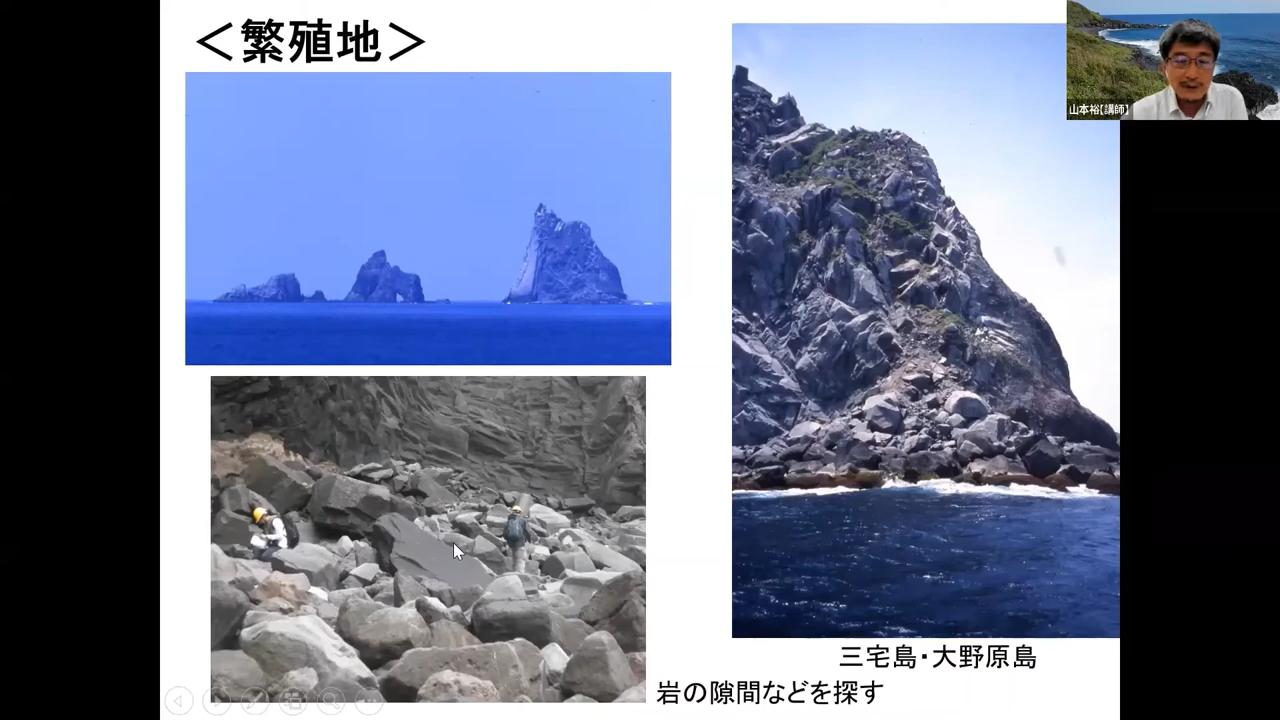 ＜繁殖地＞
山本裕【講師】
三宅島・大野原島
岩の隙間などを探す